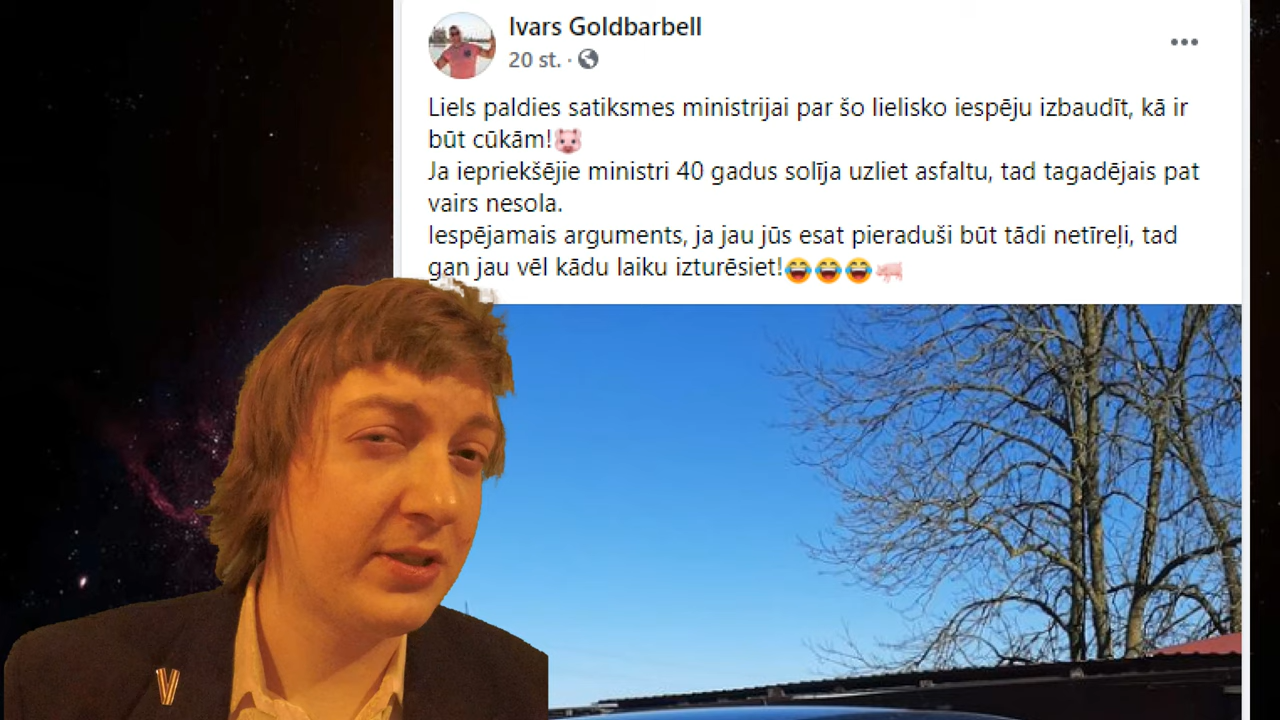 Ivars Goldbarbell
20 st. ·
Liels paldies satiksmes ministrijai par šo lielisko iespēju izbaudīt, kā ir
būt cūkām!🐷
Ja iepriekšējie ministri 40 gadus solīja uzliet asfaltu, tad tagadējais pat
vairs nesola.
Iespējamais arguments, ja jau jūs esat pieraduši būt tādi netīreļi, tad
gan jau vēl kādu laiku izturēsiet!😂😂😂🐖